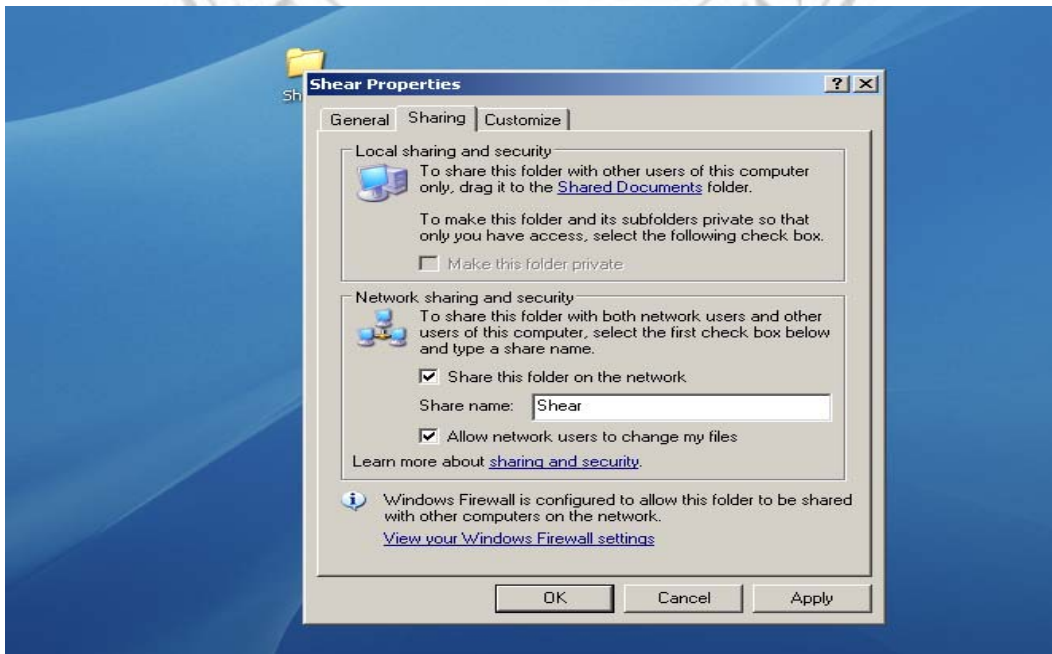 Sh
Shear Properties
General Sharing Customize
Local sharing and security
To share this folder with other users of this computer
only, drag it to the Shared Documents folder.
To make this folder and its subfolders private so that
only you have access, select the following check box.
Make this folder private
Network sharing and security
To share this folder with both network users and other
users of this computer, select the first check box below
and type a share name.
Share this folder on the network
Share name: Shear
Allow network users to change my files
Learn more about sharing and security.
Windows Firewall is configured to allow this folder to be shared
with other computers on the network.
View your Windows Firewall settings
OK Cancel Apply